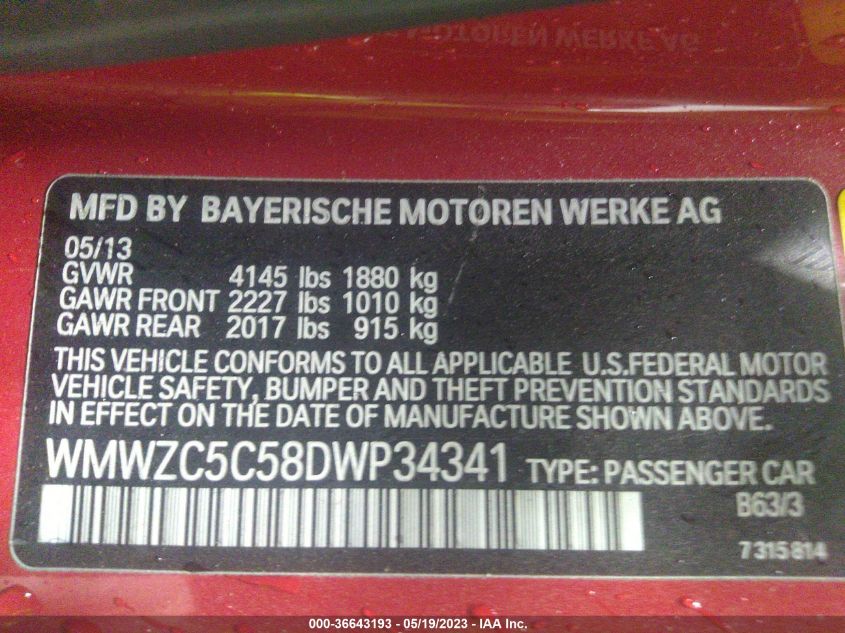 MOTOREN WERKE AG
MFD BY BAYERISCHE MOTOREN WERKE AG
05/13
GVWR 4145 lbs 1880 kg
GAWR FRONT 2227 lbs 1010 kg
GAWR REAR 2017 lbs 915 kg
THIS VEHICLE CONFORMS TO ALL APPLICABLE U.S.FEDERAL MOTOR
VEHICLE SAFETY, BUMPER AND THEFT PREVENTION STANDARDS
IN EFFECT ON THE DATE OF MANUFACTURE SHOWN ABOVE.
WMWZC5C58DWP34341 TYPE: PASSENGER CAR
B63/3
7315814
000-36643193 - 05/19/2023 - IAA Inc.